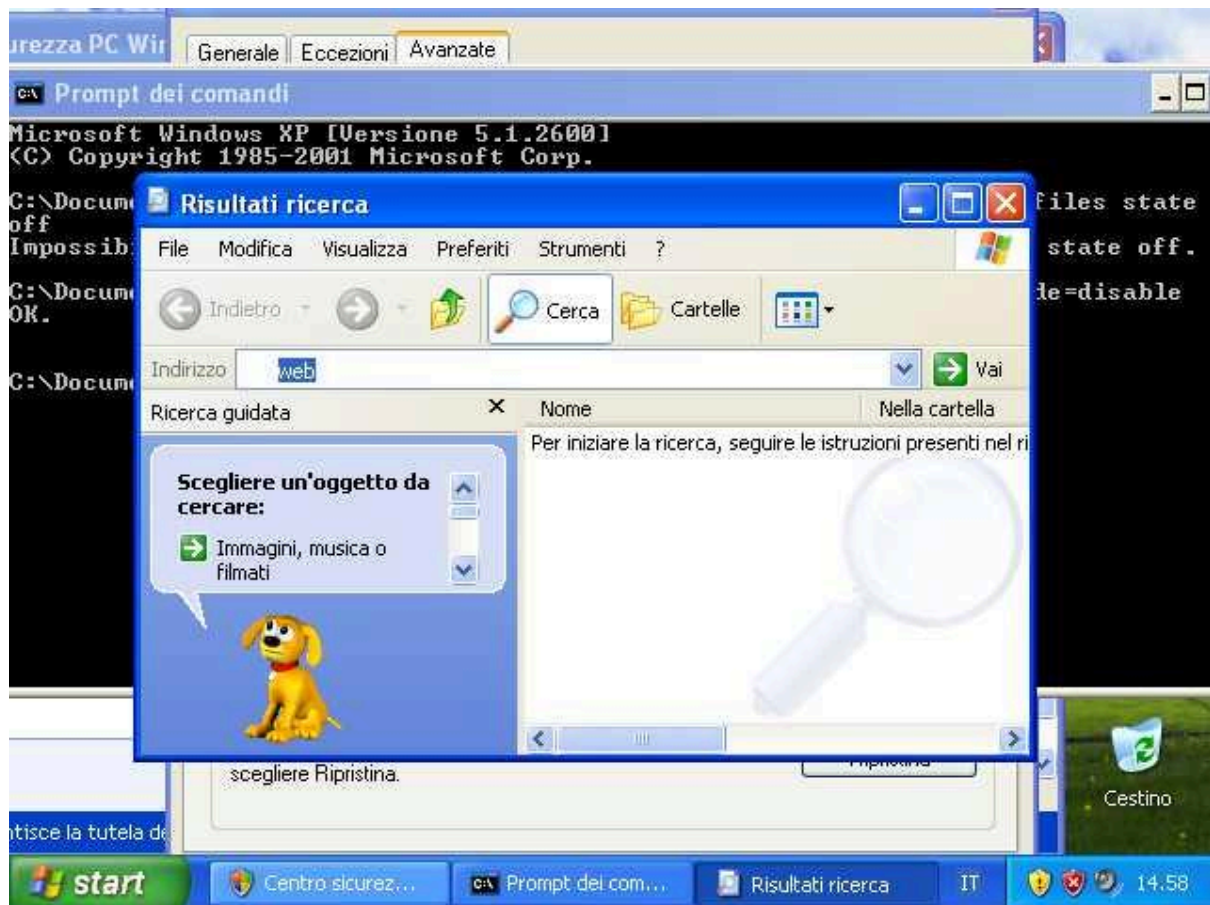 urezza PC Wir
Generale Eccezioni Avanzate
Prompt dei comandi
Microsoft Windows XP [Versione 5.1.2600]
(C) Copyright 1985-2001 Microsoft Corp.
C:\Docum files state
off
Impossib state off.
C:\Docum de=disable
OK.
C:\Docum
Risultati ricerca
File Modifica Visualizza Preferiti Strumenti ?
Indietro Cerca Cartelle
Indirizzo web Vai
Ricerca guidata Nome Nella cartella
Per iniziare la ricerca, seguire le istruzioni presenti nel ri
Scegliere un'oggetto da
cercare:
Immagini, musica o
filmati
scegliere Ripristina.
Cestino
ntisce la tutela de
start Centro sicurez... Prompt dei com... Risultati ricerca IT 14.58